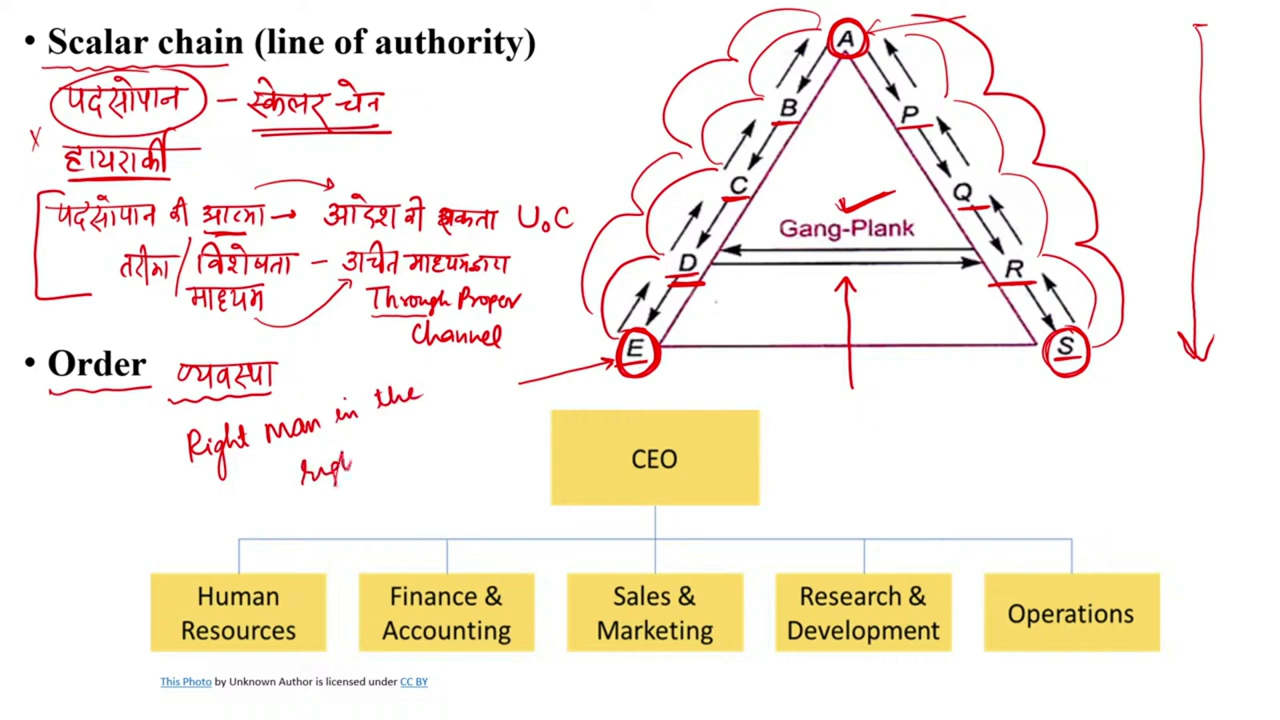 • Scalar chain (line of authority)
पदसोपान – स्केलर चेन
x
हायरार्की
पदसोपान की आत्मा → आदेश की एकता U.C
तरीका / विशेषता – उचित माध्यम द्वारा
माध्यम
Through Proper
Channel
• Order व्यवस्था
Right Man in the
A
B
P
C
Q
Gang-Plank
D
R
E
S
CEO
Human
Resources
Finance &
Accounting
Sales &
Marketing
Research &
Development
Operations
This Photo by Unknown Author is licensed under CC BY